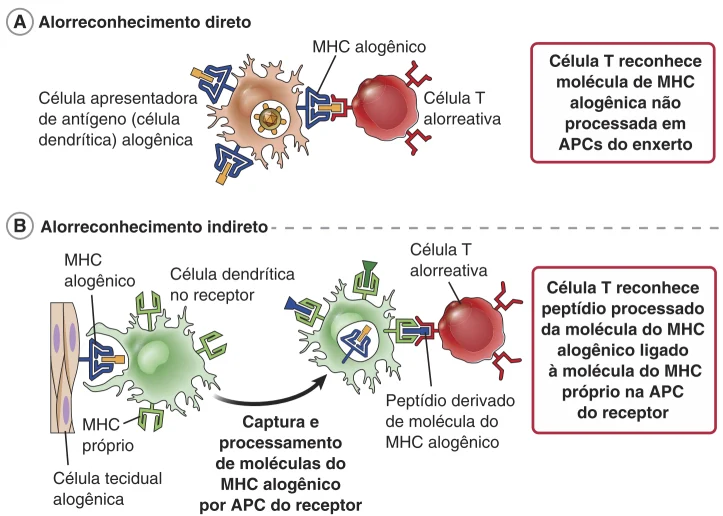 A Alorreconhecimento direto
MHC alogênico
Célula apresentadora
de antígeno (célula
dendrítica) alogênica
Célula T
alorreativa
Célula T reconhece
molécula de MHC
alogênica não
processada em
APCs do enxerto
B Alorreconhecimento indireto
MHC
alogênico
Célula dendrítica
no receptor
MHC
próprio
Célula tecidual
alogênica
Captura e
processamento
de moléculas do
MHC alogênico
por APC do receptor
Célula T
alorreativa
Peptídio derivado
de molécula do
MHC alogênico
Célula T reconhece
peptídio processado
da molécula do MHC
alogênico ligado
à molécula do MHC
próprio na APC
do receptor